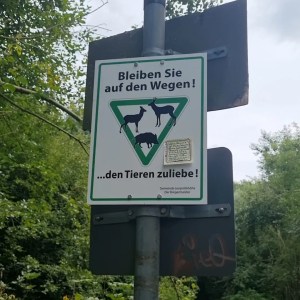 Bleiben Sie
auf den Wegen!
...den Tieren zuliebe!